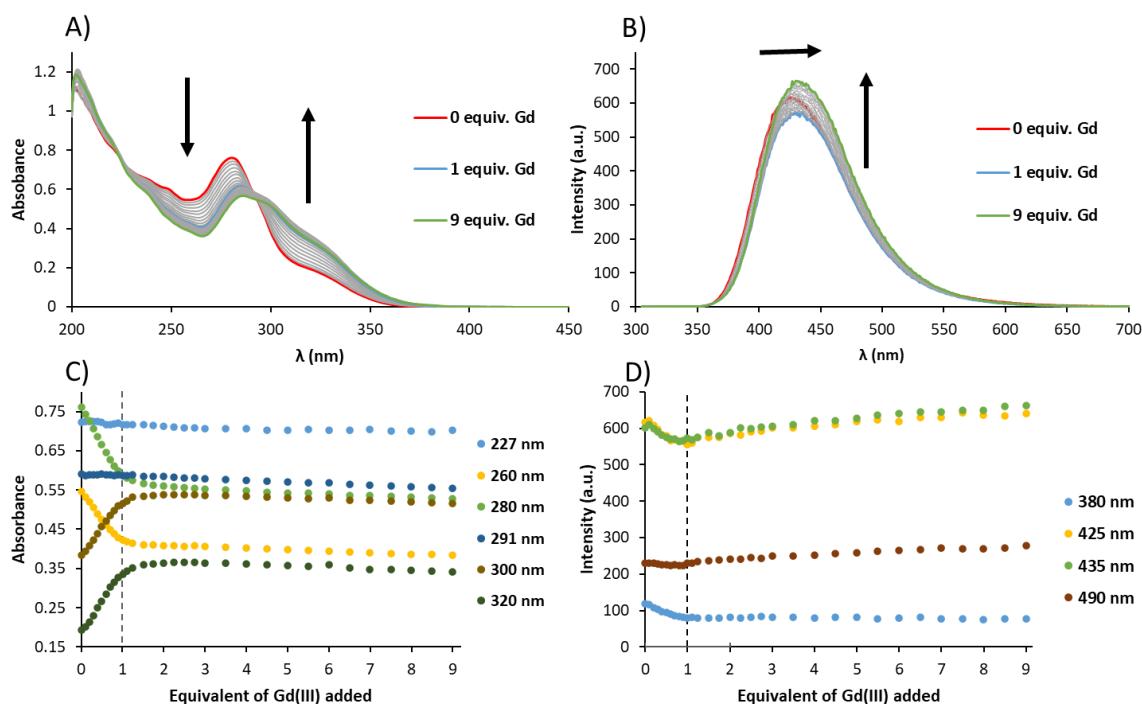 A)
1.2
1
0.8
0.6
0.4
0.2
0
Absobance
200
250
300
350
400
450
λ (nm)
0 equiv. Gd
1 equiv. Gd
9 equiv. Gd
B)
700
600
500
400
300
200
100
0
Intensity (a.u.)
300
400
450
500
550
600
700
λ (nm)
0 equiv. Gd
1 equiv. Gd
9 equiv. Gd
C)
0.75
0.65
0.55
0.45
0.35
0.25
0.15
Absorbance
0
1
2
3
4
5
6
7
8
9
Equivalent of Gd(III) added
227 nm
260 nm
280 nm
291 nm
300 nm
320 nm
D)
700
600
500
400
300
200
100
0
Intensity (a.u.)
0
1
2
3
4
5
6
7
8
9
Equivalent of Gd(III) added
380 nm
425 nm
435 nm
490 nm